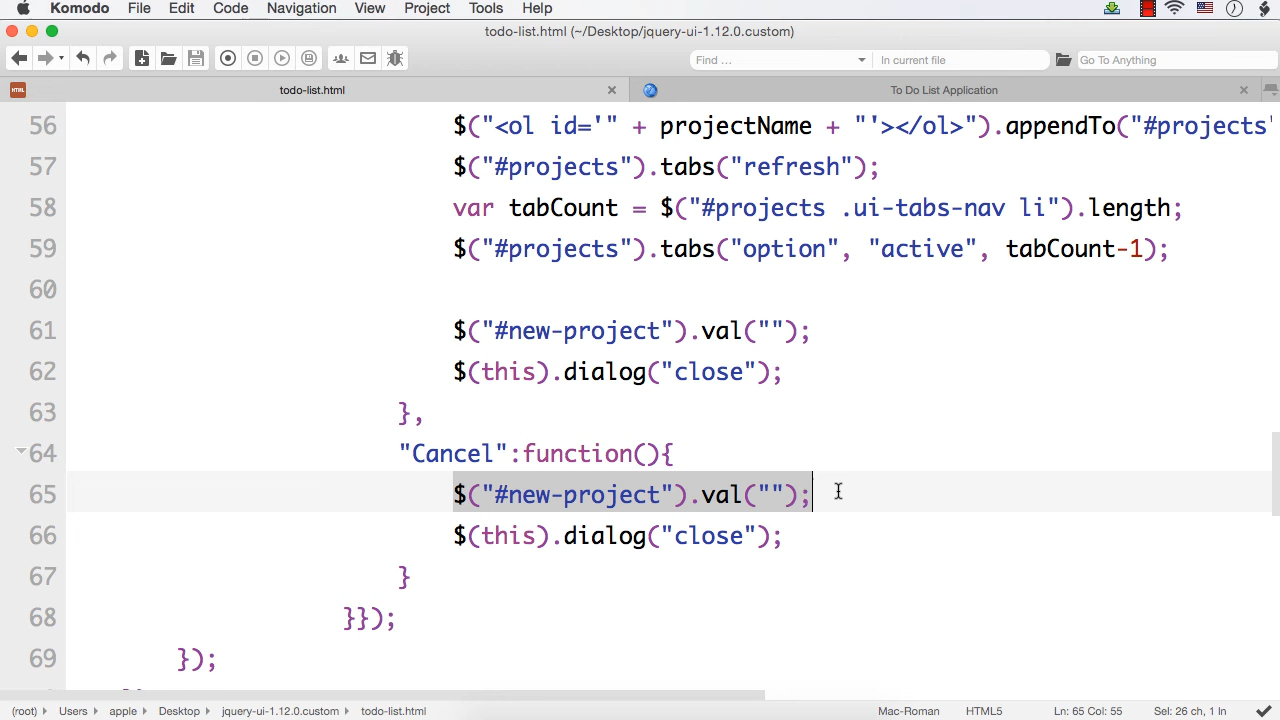 Komodo File Edit Code Navigation View Project Tools Help
todo-list.html (~/Desktop/jquery-ui-1.12.0.custom)
Find ... In current file Go To Anything
HTML todo-list.html To Do List Application
56 $("<ol id='" + projectName + "'></ol>").appendTo("#projects"
57 $("#projects").tabs("refresh");
58 var tabCount = $("#projects .ui-tabs-nav li").length;
59 $("#projects").tabs("option", "active", tabCount-1);
60
61 $("#new-project").val("");
62 $(this).dialog("close");
63 },
64 "Cancel":function(){
65 $("#new-project").val("");
66 $(this).dialog("close");
67 }
68 }});
69 });
(root) Users apple Desktop jquery-ui-1.12.0.custom todo-list.html Mac-Roman HTML5 Ln: 65 Col: 55 Sel: 26 ch, 1 ln